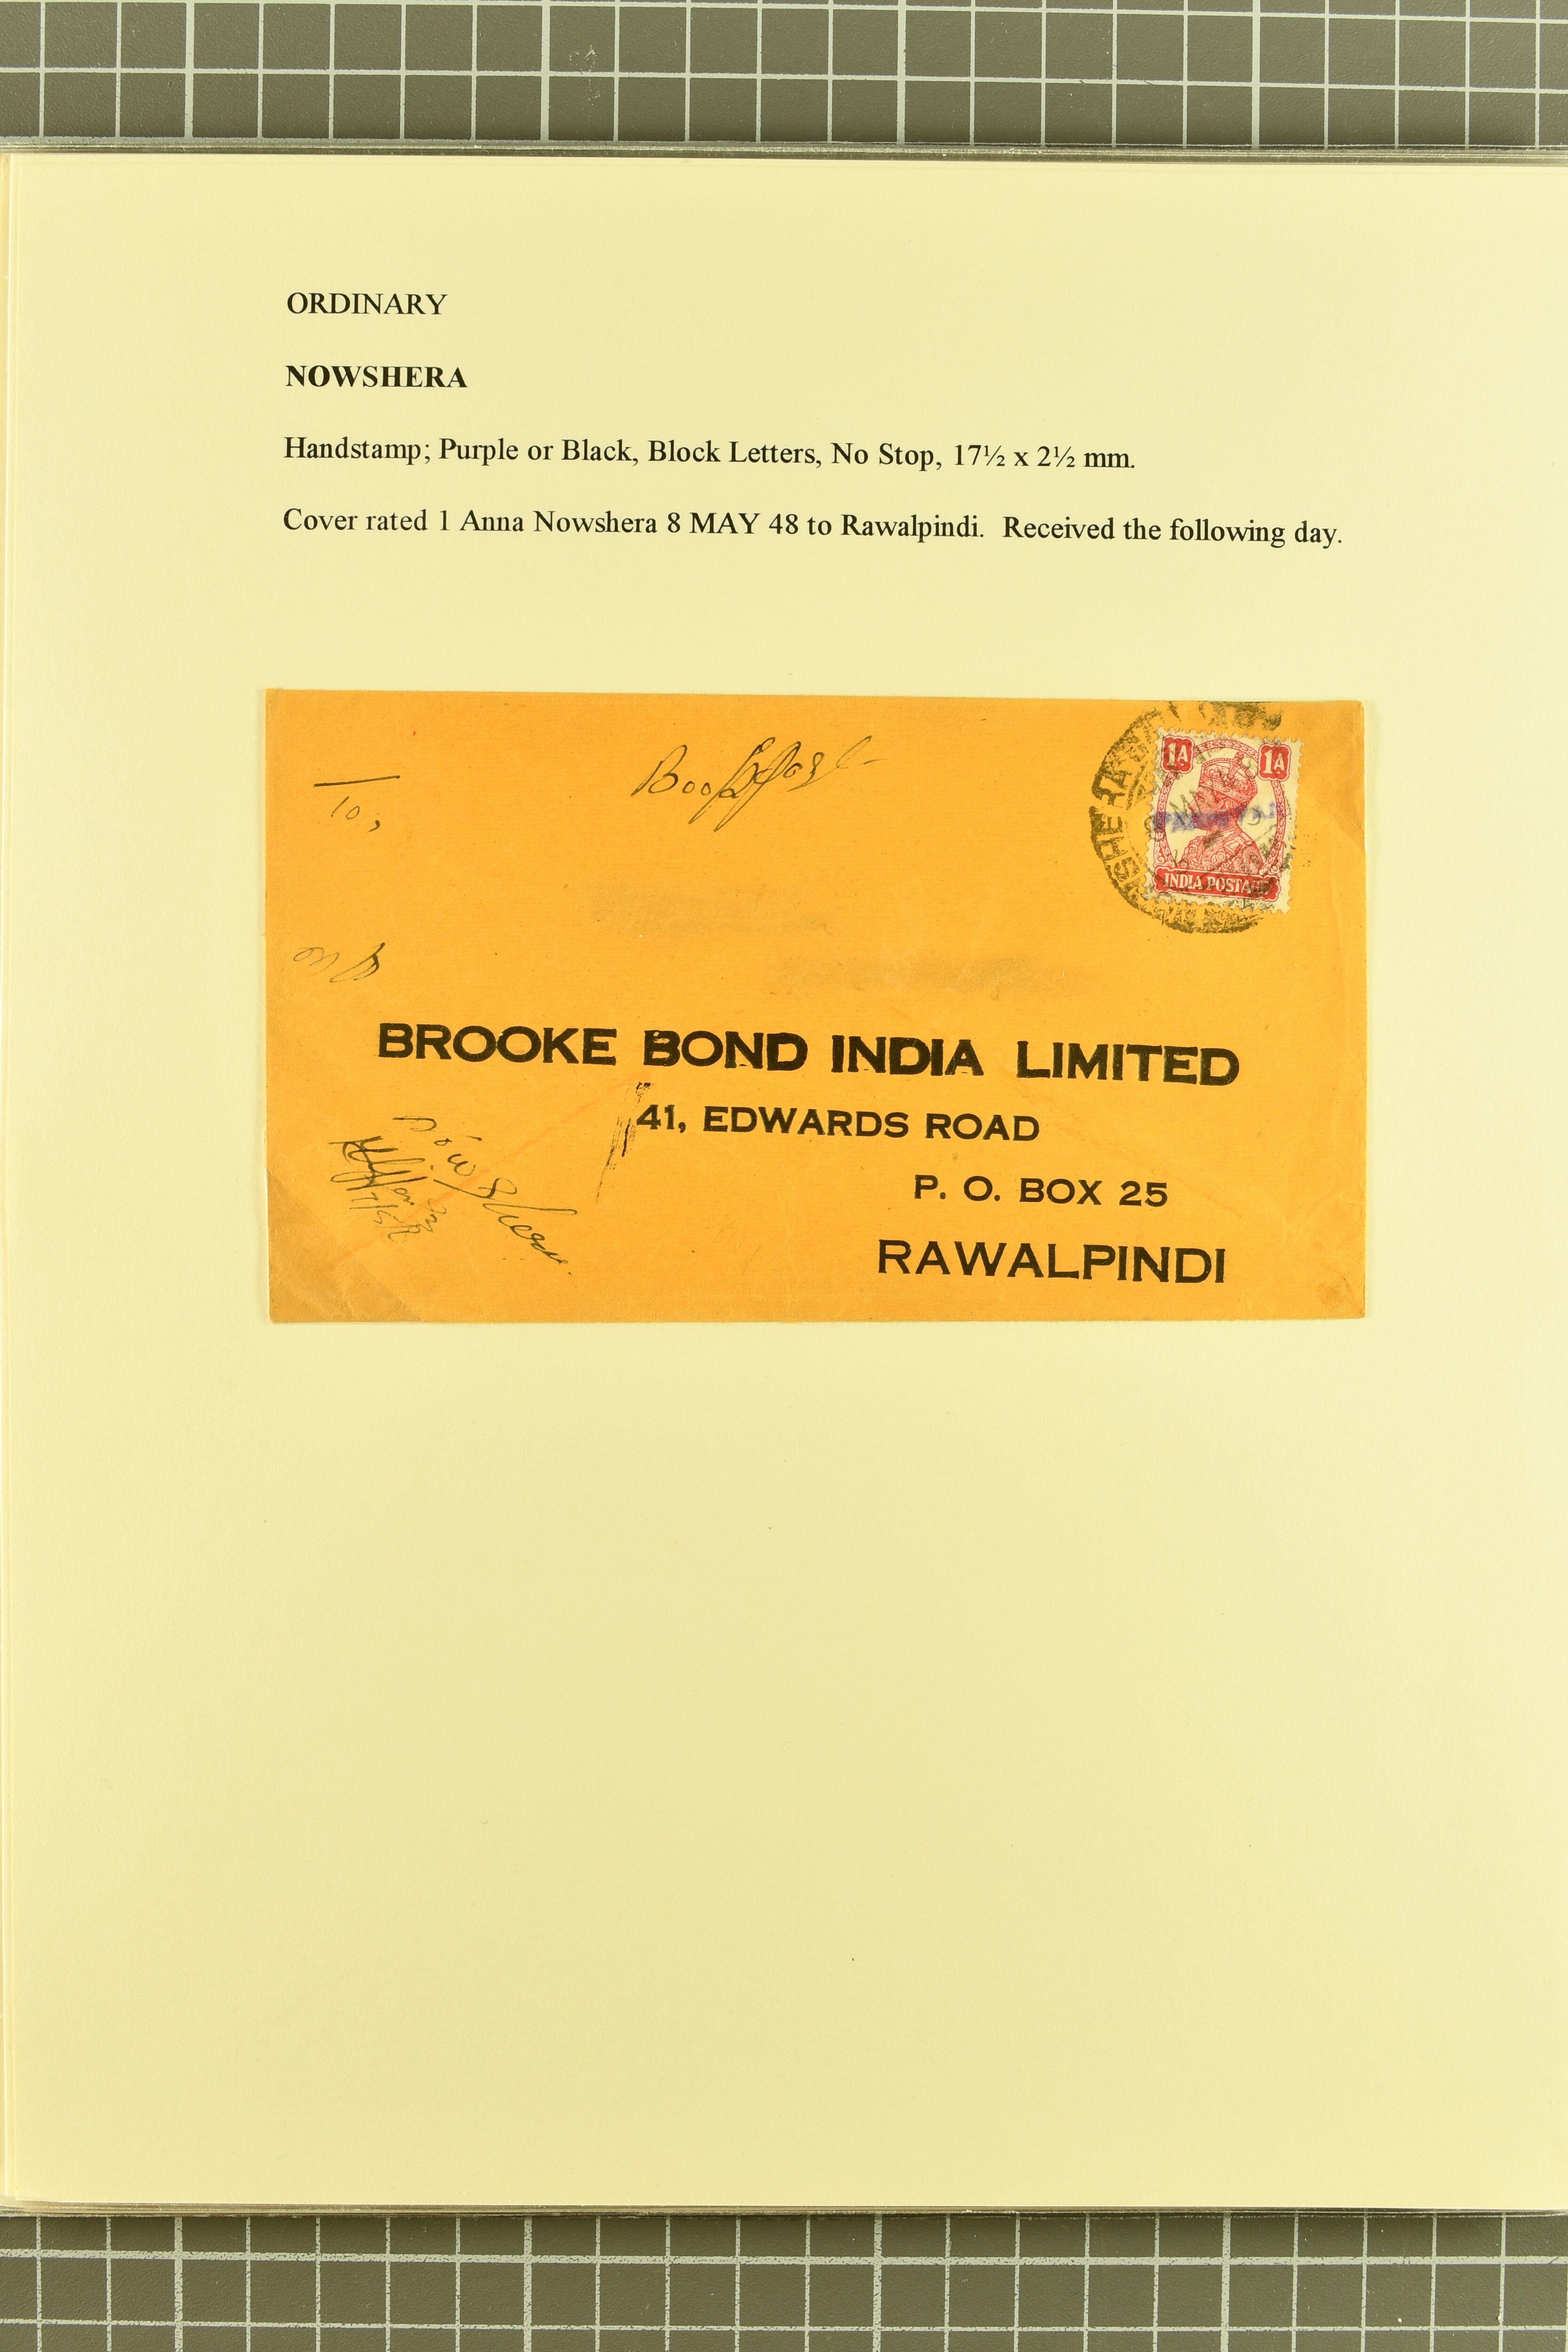 ORDINARY
NOWSHERA
Handstamp; Purple or Black, Block Letters, No Stop, 17½ x 2½ mm.
Cover rated 1 Anna Nowshera 8 MAY 48 to Rawalpindi. Received the following day.
Book Post
1A 1A
INDIA POSTAGE
BROOKE BOND INDIA LIMITED
41, EDWARDS ROAD
P. O. BOX 25
RAWALPINDI